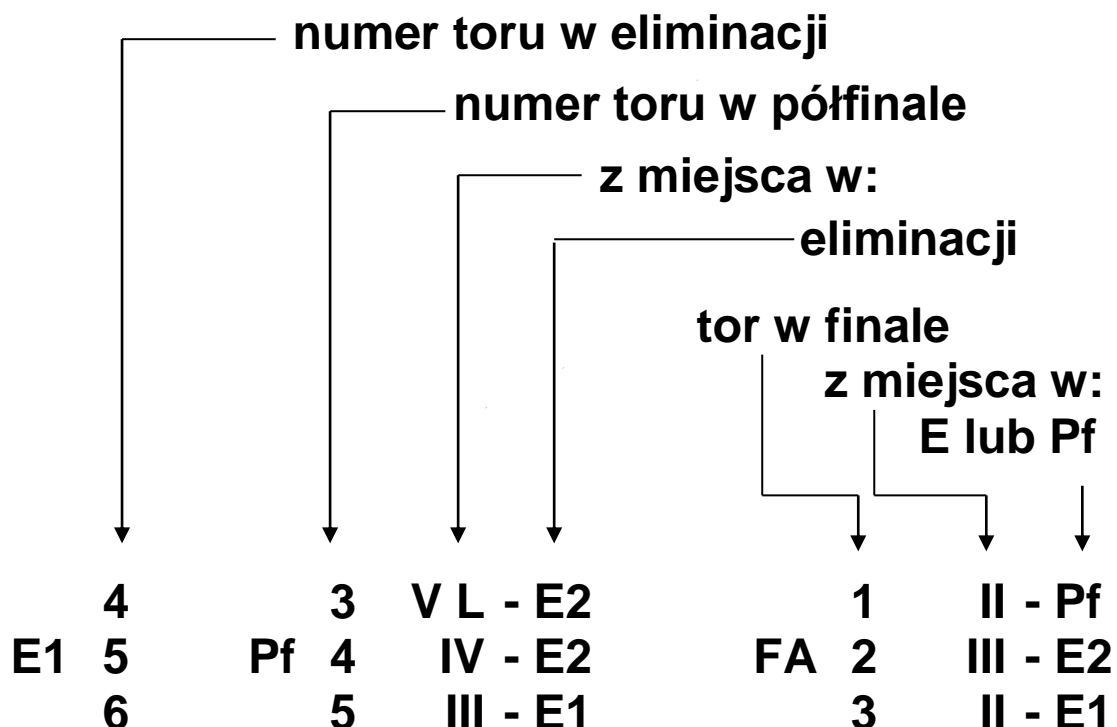 numer toru w eliminacji
numer toru w półfinale
z miejsca w:
eliminacji
tor w finale
z miejsca w:
E lub Pf
4 3 V L - E2 1 II - Pf
E1 5 Pf 4 IV - E2 FA 2 III - E2
6 5 III - E1 3 II - E1